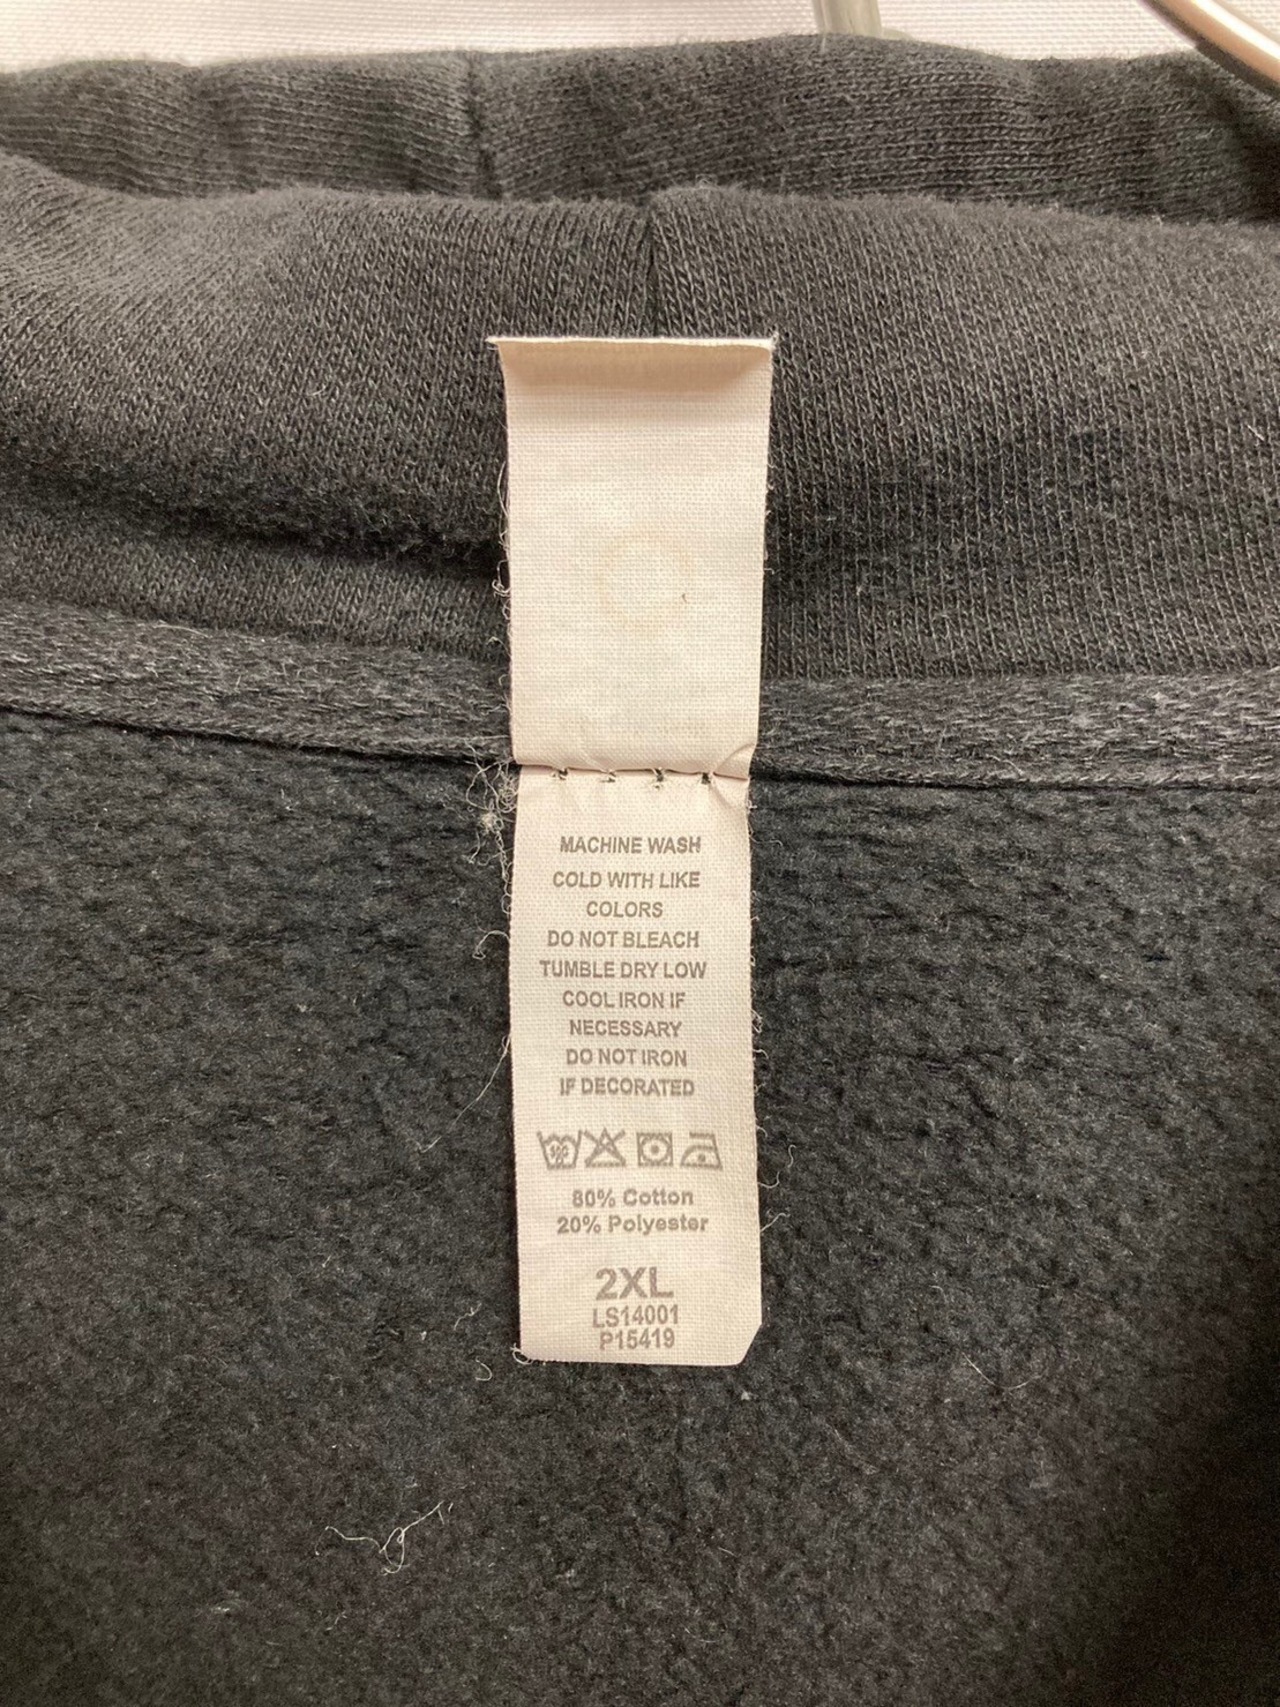 MACHINE WASH
COLD WITH LIKE
COLORS
DO NOT BLEACH
TUMBLE DRY LOW
COOL IRON IF
NECESSARY
DO NOT IRON
IF DECORATED
80% Cotton
20% Polyester
2XL
LS14001
P15419